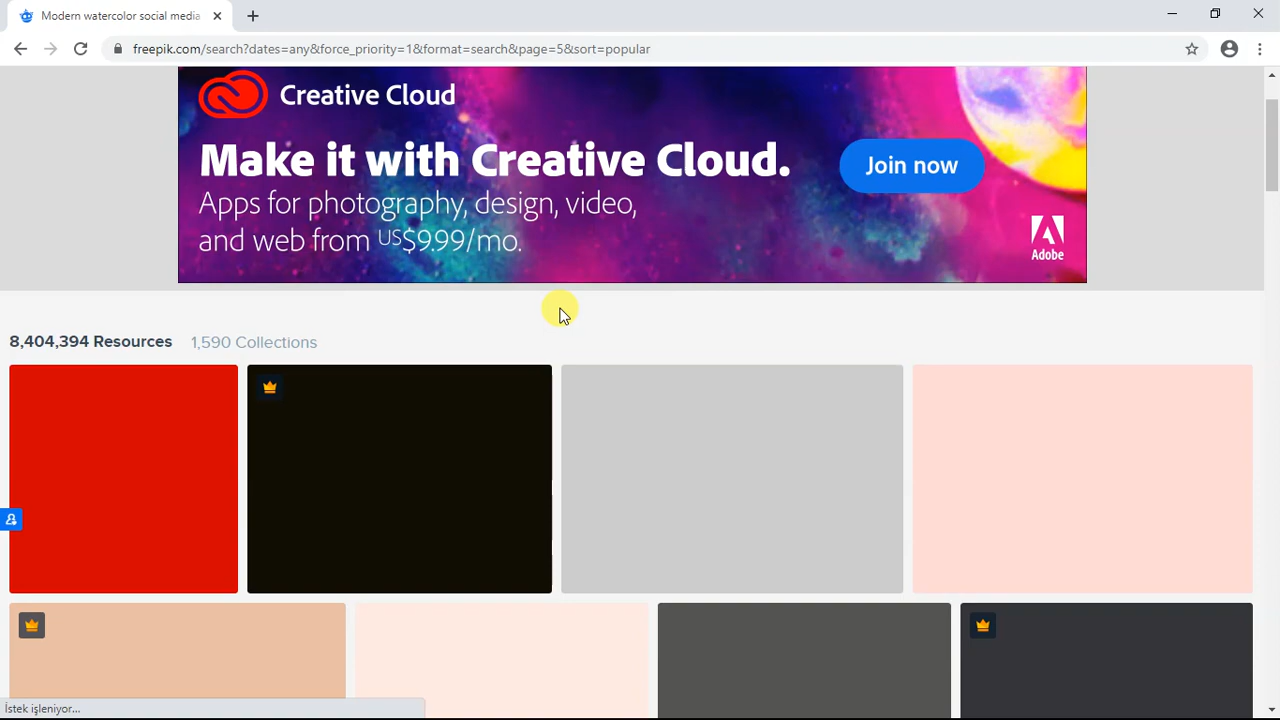 Modern watercolor social media
freepik.com/search?dates=any&force_priority=1&format=search&page=5&sort=popular
Creative Cloud
Make it with Creative Cloud.
Apps for photography, design, video,
and web from US$9.99/mo.
Join now
Adobe
8,404,394 Resources
1,590 Collections
İstek işleniyor...